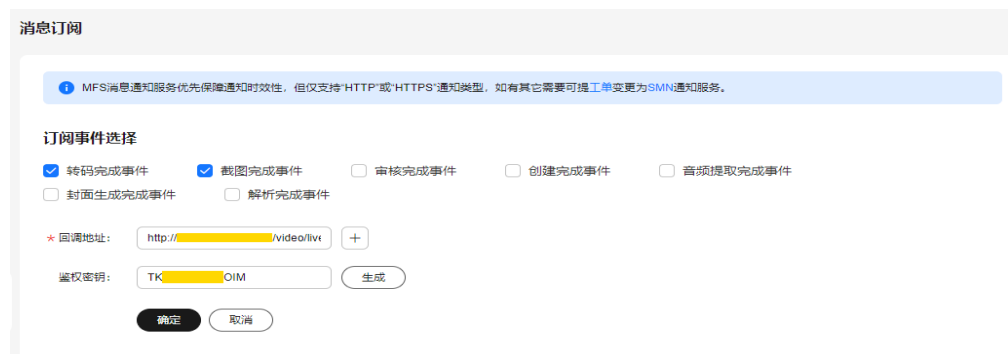 消息订阅
MFS消息通知服务优先保障通知时效性，但仅支持“HTTP”或“HTTPS”通知类型，如有其它需要可提工单变更为SMN通知服务。
订阅事件选择
转码完成事件 截图完成事件 审核完成事件 创建完成事件 音频提取完成事件
封面生成完成事件 解析完成事件
* 回调地址： http:// /video/live +
鉴权密钥： TK OIM 生成
确定 取消